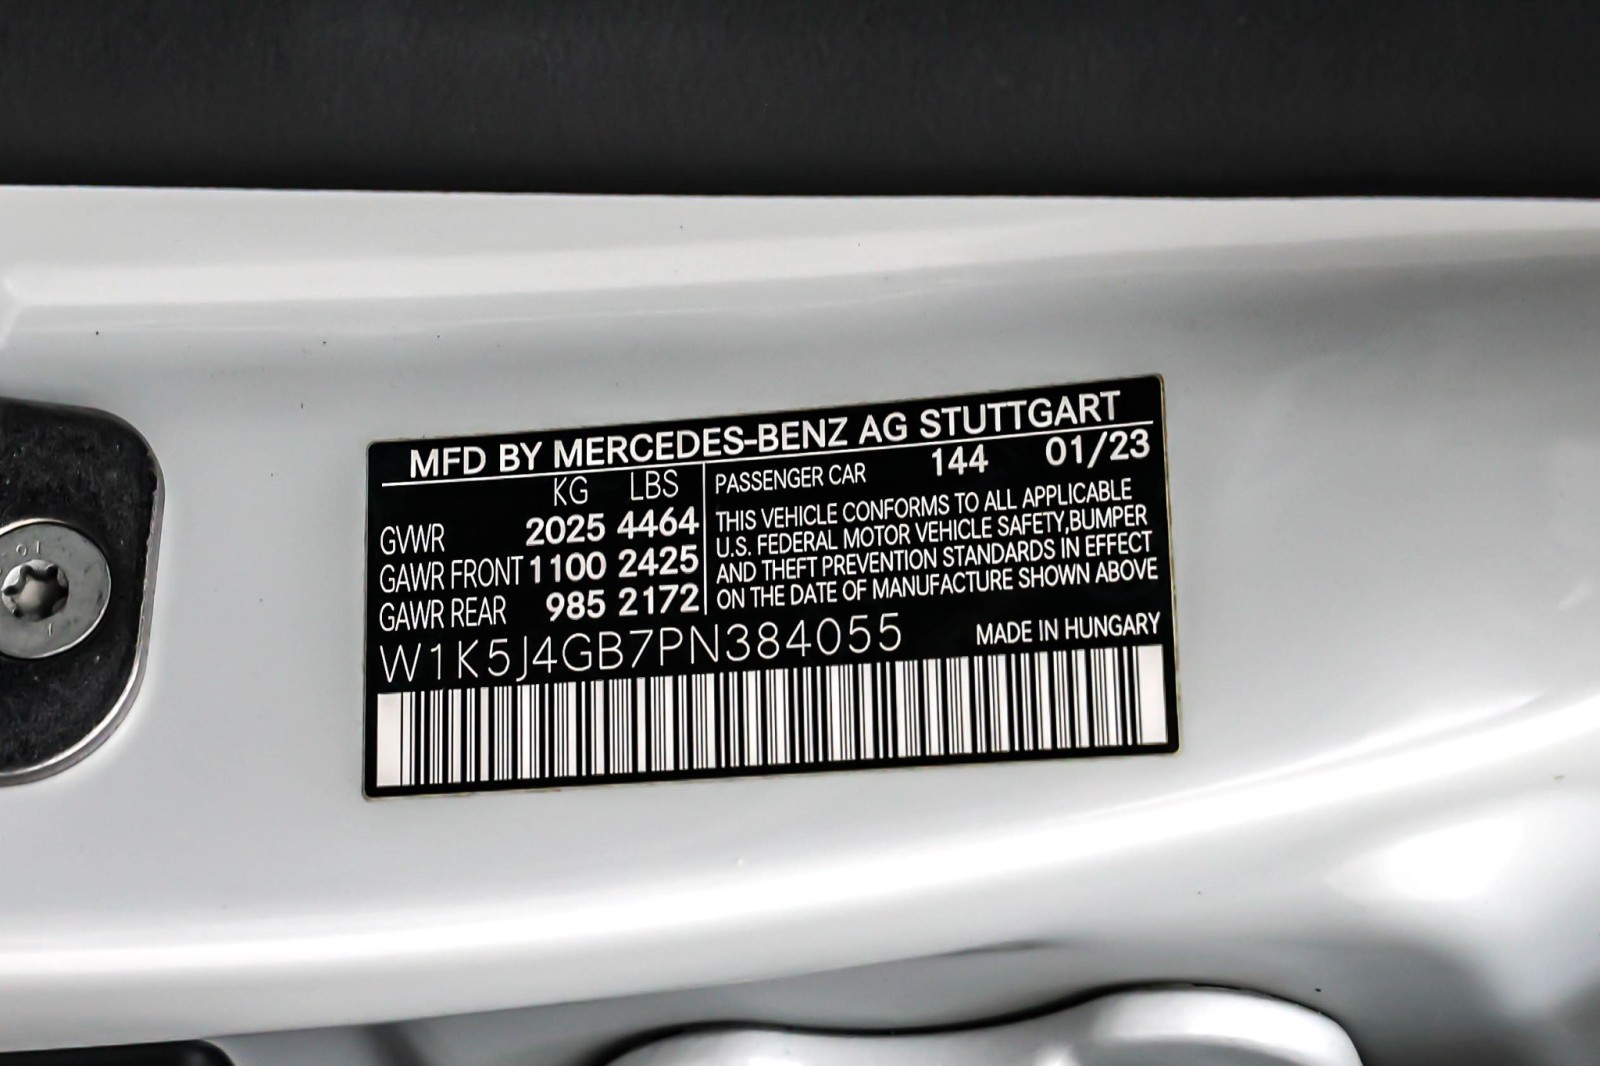 MFD BY MERCEDES-BENZ AG STUTTGART
KG LBS
GVWR 2025 4464
GAWR FRONT 1100 2425
GAWR REAR 985 2172
PASSENGER CAR 144 01/23
THIS VEHICLE CONFORMS TO ALL APPLICABLE
U.S. FEDERAL MOTOR VEHICLE SAFETY,BUMPER
AND THEFT PREVENTION STANDARDS IN EFFECT
ON THE DATE OF MANUFACTURE SHOWN ABOVE
W1K5J4GB7PN384055
MADE IN HUNGARY